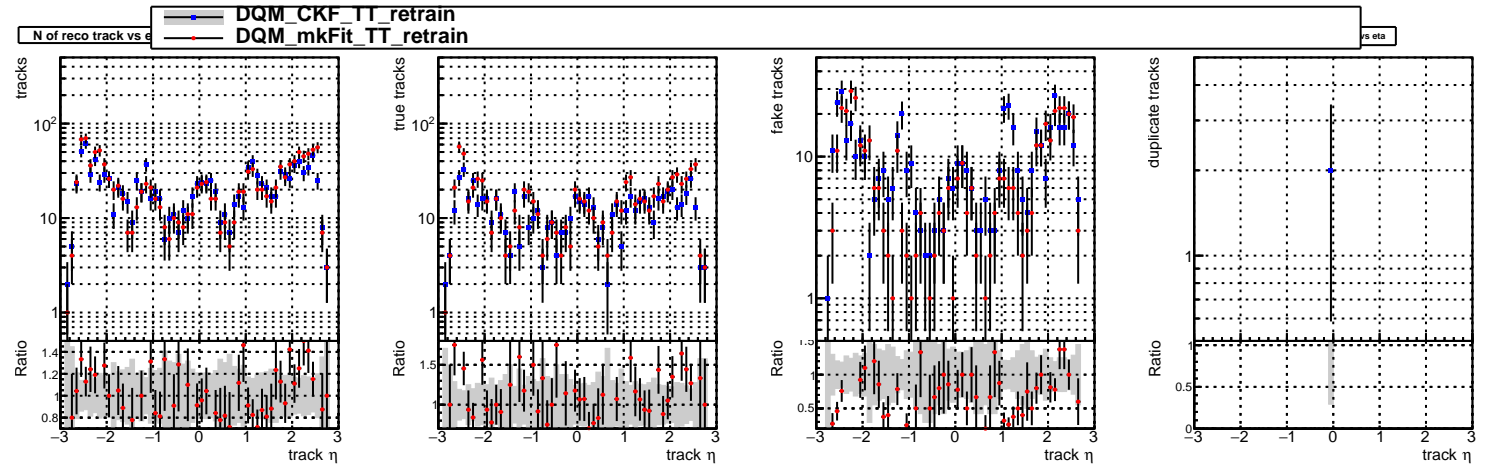 DQM_CKF_TT_retrain
DQM_mkFit_TT_retrain
N of reco track vs e
vs eta
tracks
10²
10
1
Ratio
1.4
1.2
1
0.8
−3 −2 −1 0 1 2 3
track η
true tracks
10²
10
1
Ratio
1.5
1
−3 −2 −1 0 1 2 3
track η
fake tracks
10
1
Ratio
1.5
1
0.5
−3 −2 −1 0 1 2 3
track η
duplicate tracks
1
Ratio
1
0.5
0
−3 −2 −1 0 1 2 3
track η